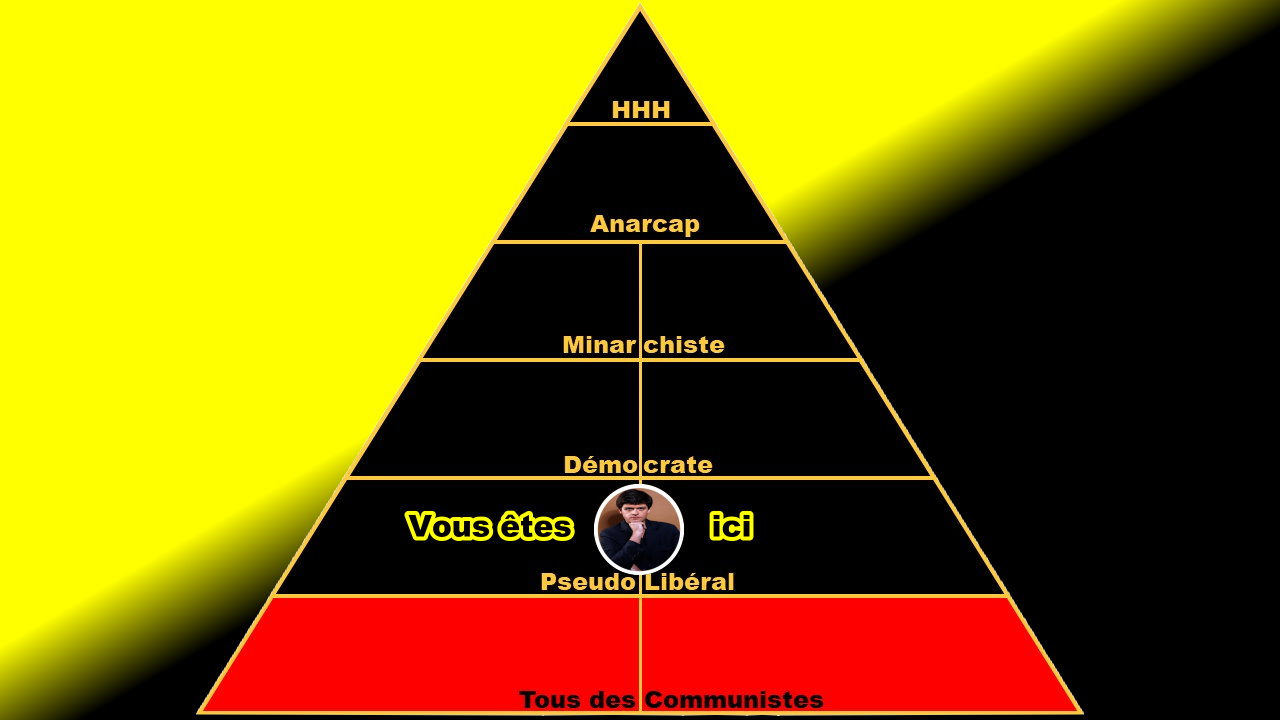 HHH
Anarcap
Minarchiste
Démocrate
Vous êtes ici
Pseudo Libéral
Tous des Communistes